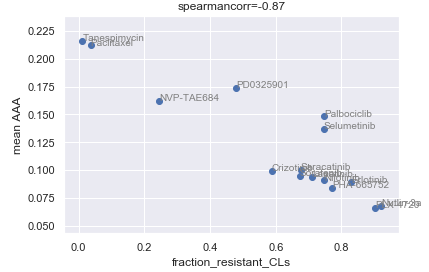 spearmancorr=-0.87
0.225
0.200
0.175
0.150
0.125
0.100
0.075
0.050
mean AAA
Tanespimycin
Paclitaxel
PD0325901
NVP-TAE684
Palbociclib
Selumetinib
Crizotinib
Saracatinib
Nilotinib
Erlotinib
PHA-665752
PLX4720
0.0 0.2 0.4 0.6 0.8
fraction_resistant_CLs